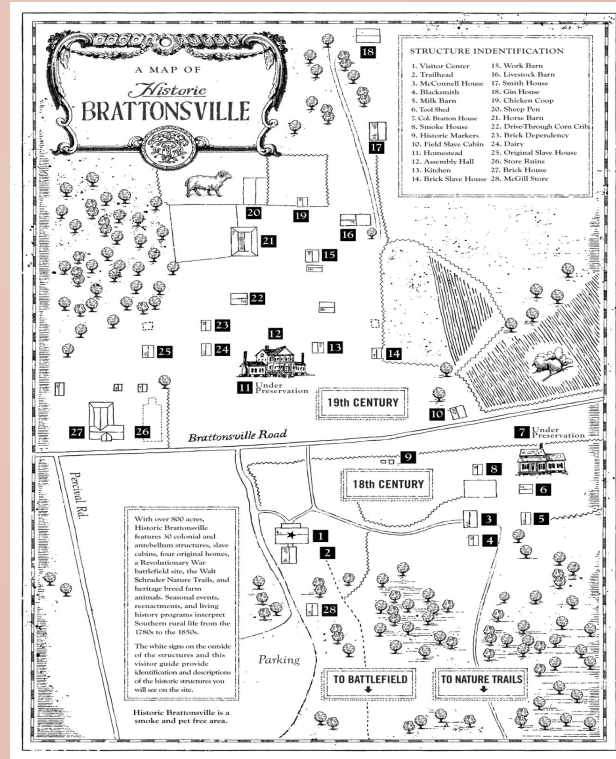 A MAP OF
Historic
BRATTONSVILLE
STRUCTURE INDENTIFICATION
1. Visitor Center
2. Trailhead
3. McConnell House
4. Blacksmith
5. Milk Barn
6. Tool Shed
7. Col. Bratton House
8. Smoke House
9. Historic Markers
10. Field Slave Cabin
11. Homestead
12. Assembly Hall
13. Kitchen
14. Brick Slave House
15. Work Barn
16. Livestock Barn
17. Smith House
18. Gin House
19. Chicken Coop
20. Sheep Pen
21. Horse Barn
22. Drive Through Corn Crib
23. Brick Dependency
24. Dairy
25. Original Slave House
26. Store Ruins
27. Brick House
28. McGill Store
18
17
20
19
16
21
15
22
23
12
25
24
13
14
11 Under
Preservation
19th CENTURY
10
27
26
Brattonsville Road
7 Under
Preservation
9
8
18th CENTURY
6
Percival Rd.
3
5
1
4
2
28
With over 800 acres,
Historic Brattonsville
features 30 colonial and
antebellum structures, slave
cabins, four original homes,
a Revolutionary War
battlefield site, the Walt
Schrader Nature Trails, and
heritage breed farm
animals. Seasonal events,
reenactments, and living
history programs interpret
Southern rural life from the
1780s to the 1850s.
The white signs on the outside
of the structures and this
visitor guide provide
identification and descriptions
of the historic structures you
will see on the site.
Parking
TO BATTLEFIELD
TO NATURE TRAILS
Historic Brattonsville is a
smoke and pet free area.